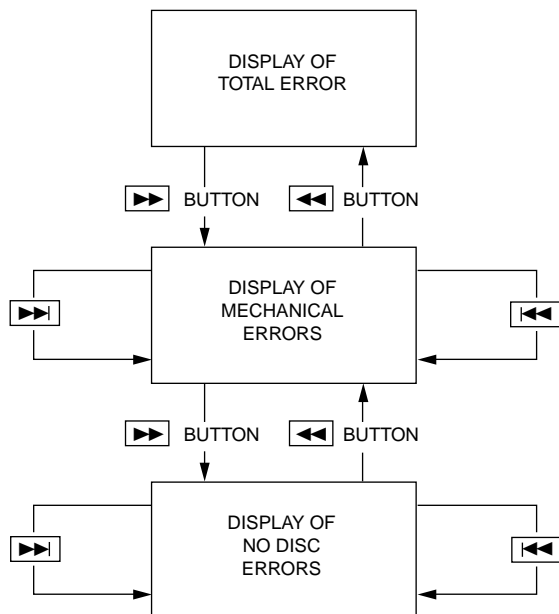 DISPLAY OF
TOTAL ERROR
BUTTON
BUTTON
DISPLAY OF
MECHANICAL
ERRORS
BUTTON
BUTTON
DISPLAY OF
NO DISC
ERRORS